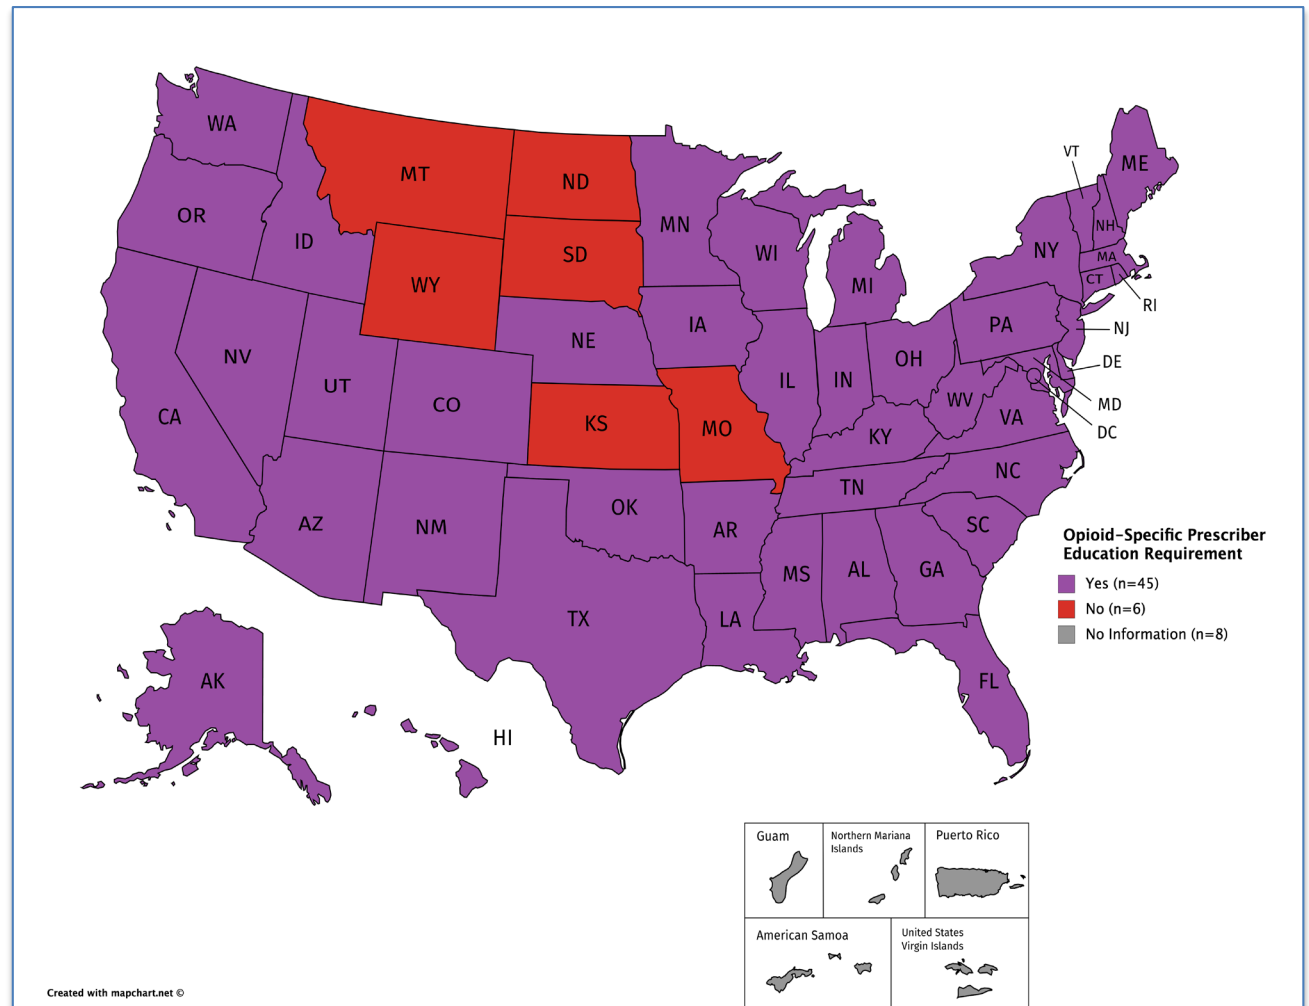 WA
MT
ND
MN
VT
ME
OR
ID
SD
WI
MI
NY
NH
MA
CT
RI
WY
NE
IA
PA
NJ
NV
UT
CO
IL
IN
OH
DE
CA
KS
MO
WV
VA
MD
DC
KY
NC
TN
AZ
NM
OK
AR
SC
MS
AL
GA
TX
LA
FL
AK
HI
Opioid-Specific Prescriber
Education Requirement
Yes (n=45)
No (n=6)
No Information (n=8)
Guam
Northern Mariana
Islands
Puerto Rico
American Samoa
United States
Virgin Islands
Created with mapchart.net ©